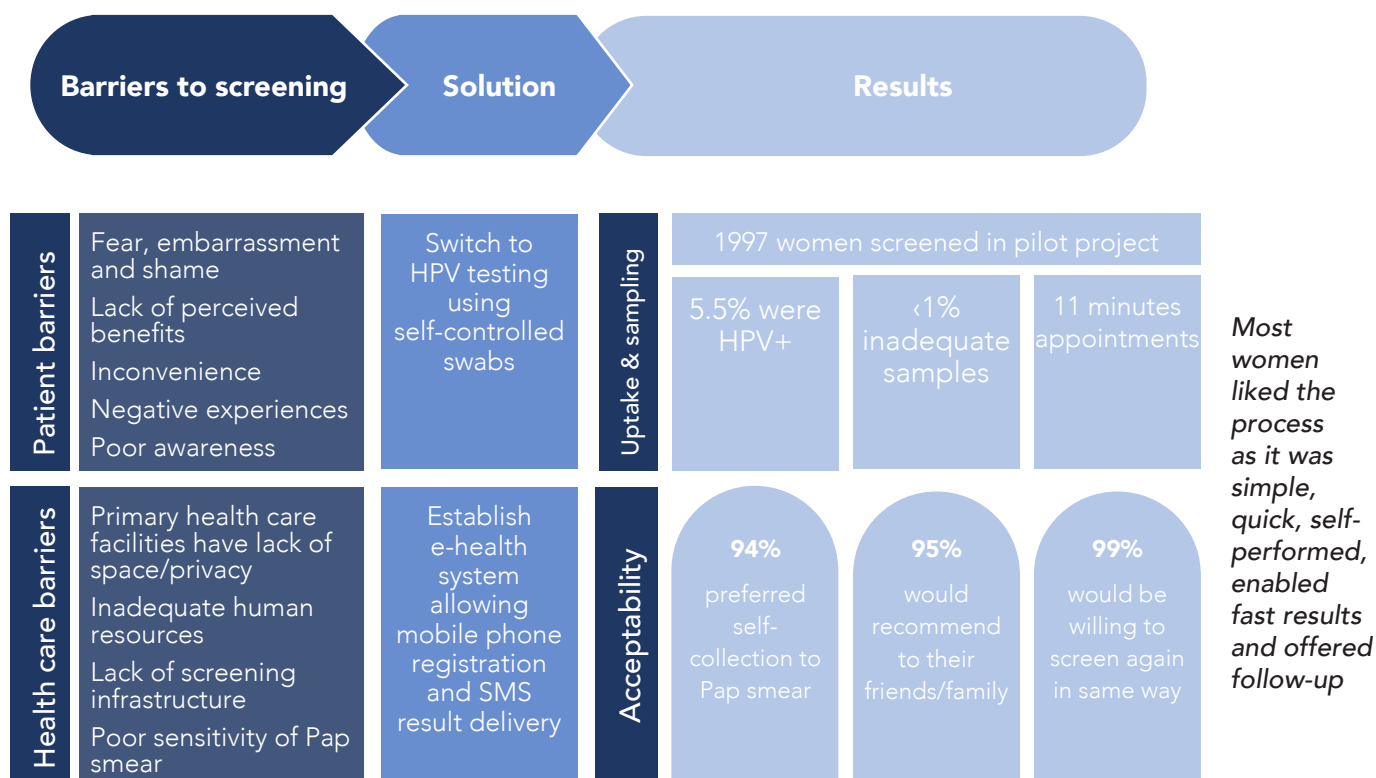 Barriers to screening
Solution
Results
Patient barriers
Fear, embarrassment
and shame
Lack of perceived
benefits
Inconvenience
Negative experiences
Poor awareness
Switch to
HPV testing
using
self-controlled
swabs
Uptake & sampling
1997 women screened in pilot project
5.5% were
HPV+
‹1%
inadequate
samples
11 minutes
appointments
Health care barriers
Primary health care
facilities have lack of
space/privacy
Inadequate human
resources
Lack of screening
infrastructure
Poor sensitivity of Pap
smear
Establish
e-health
system
allowing
mobile phone
registration
and SMS
result delivery
Acceptability
94%
preferred
self-
collection to
Pap smear
95%
would
recommend
to their
friends/family
99%
would be
willing to
screen again
in same way
Most
women
liked the
process
as it was
simple,
quick, self-
performed,
enabled
fast results
and offered
follow-up